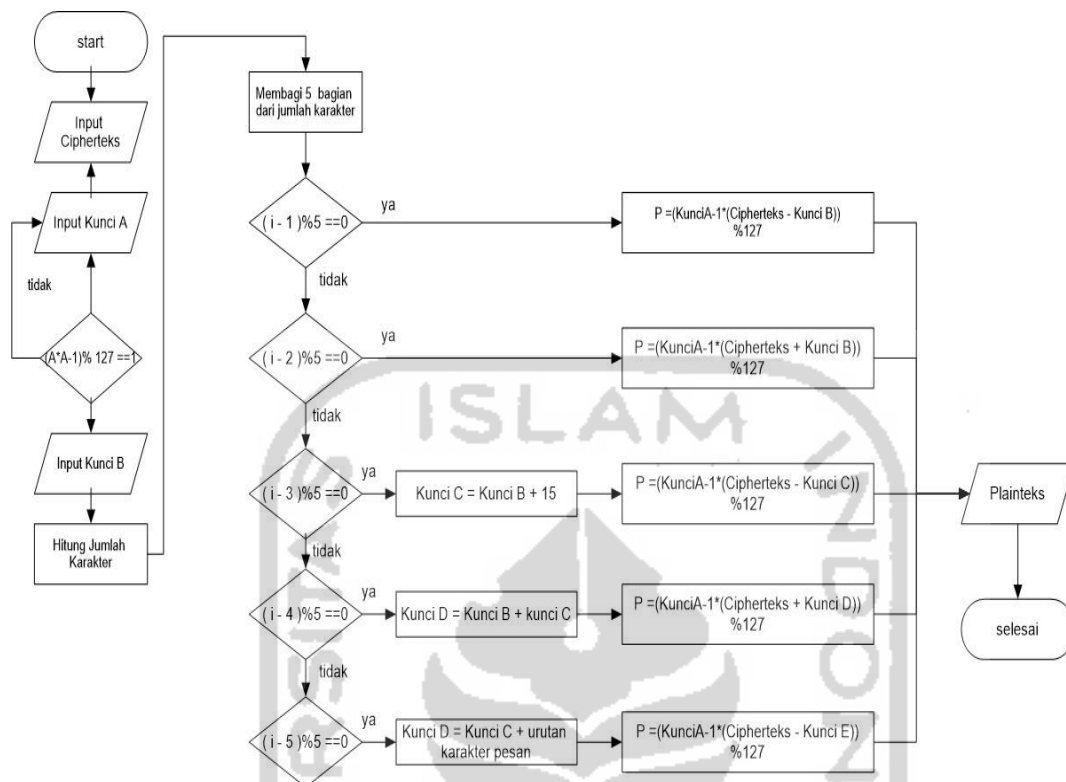 start
Input
Cipherteks
Input Kunci A
tidak
(A*A-1)% 127 ==1
Input Kunci B
Hitung Jumlah
Karakter
Membagi 5 bagian
dari jumlah karakter
( i - 1 )%5 ==0
ya
P =(KunciA-1*(Cipherteks - Kunci B))
%127
tidak
( i - 2 )%5 ==0
ya
P =(KunciA-1*(Cipherteks + Kunci B))
%127
tidak
( i - 3 )%5 ==0
ya
Kunci C = Kunci B + 15
P =(KunciA-1*(Cipherteks - Kunci C))
%127
tidak
( i - 4 )%5 ==0
ya
Kunci D = Kunci B + kunci C
P =(KunciA-1*(Cipherteks + Kunci D))
%127
tidak
( i - 5 )%5 ==0
ya
Kunci D = Kunci C + urutan
karakter pesan
P =(KunciA-1*(Cipherteks - Kunci E))
%127
Plainteks
selesai
ISLAM
RSITAS
INDON